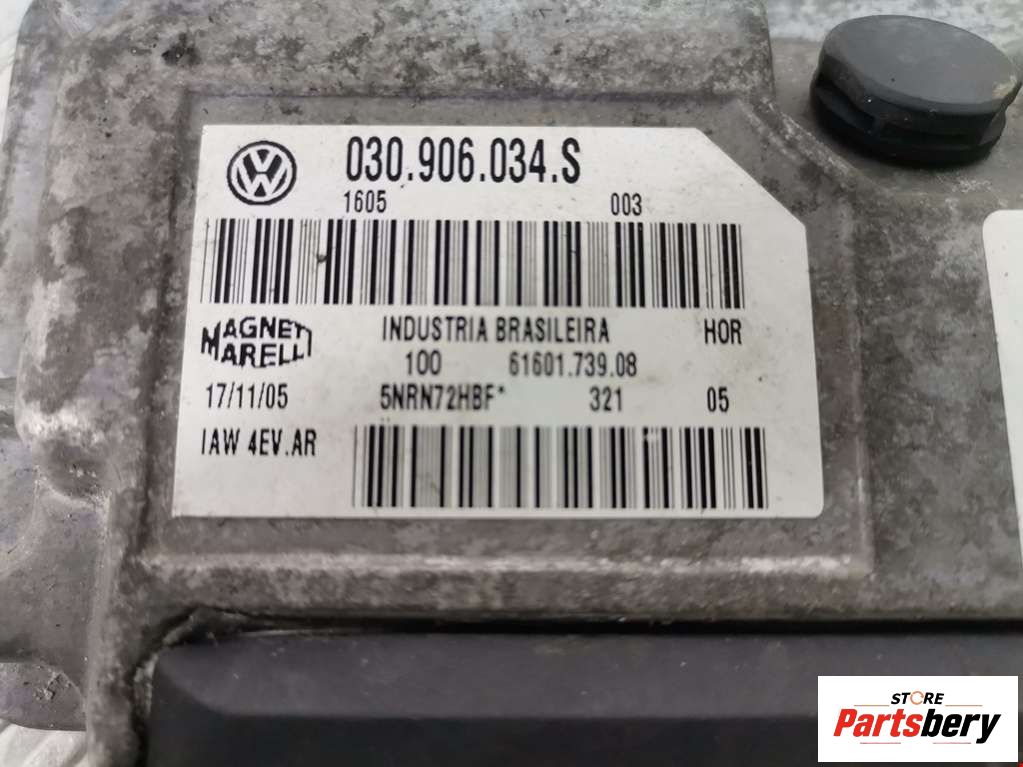 VW 030.906.034.S
1605 003
MAGNETI MARELLI INDUSTRIA BRASILEIRA HOR
100 61601.739.08
17/11/05 5NRN72HBF* 321 05
IAW 4EV.AR
STORE
Partsbery